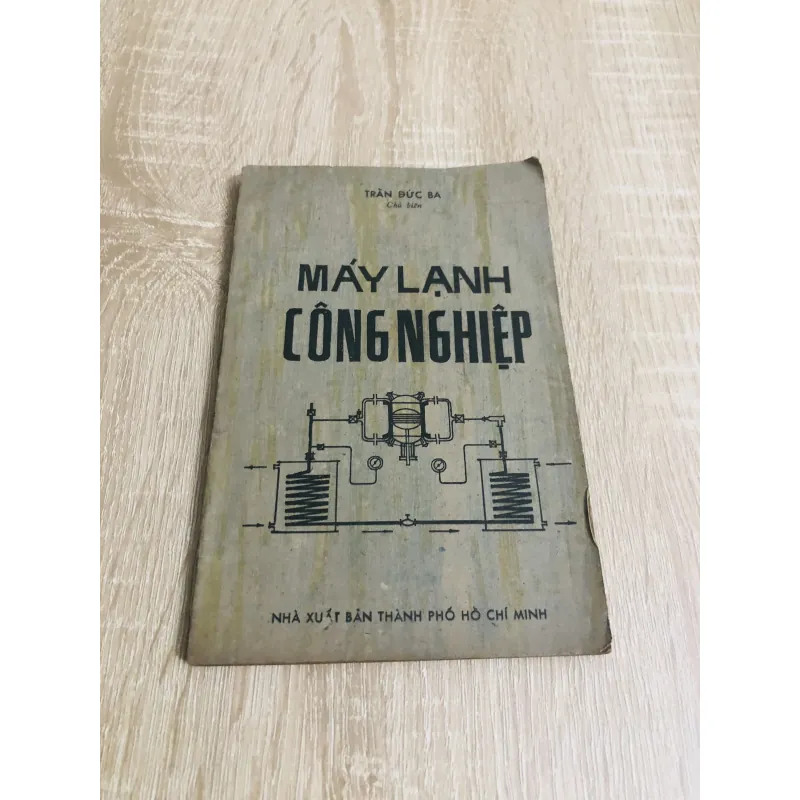 TRẦN ĐỨC BA
Chủ biên
MÁY LẠNH
CÔNG NGHIỆP
NHÀ XUẤT BẢN THÀNH PHỐ HỒ CHÍ MINH